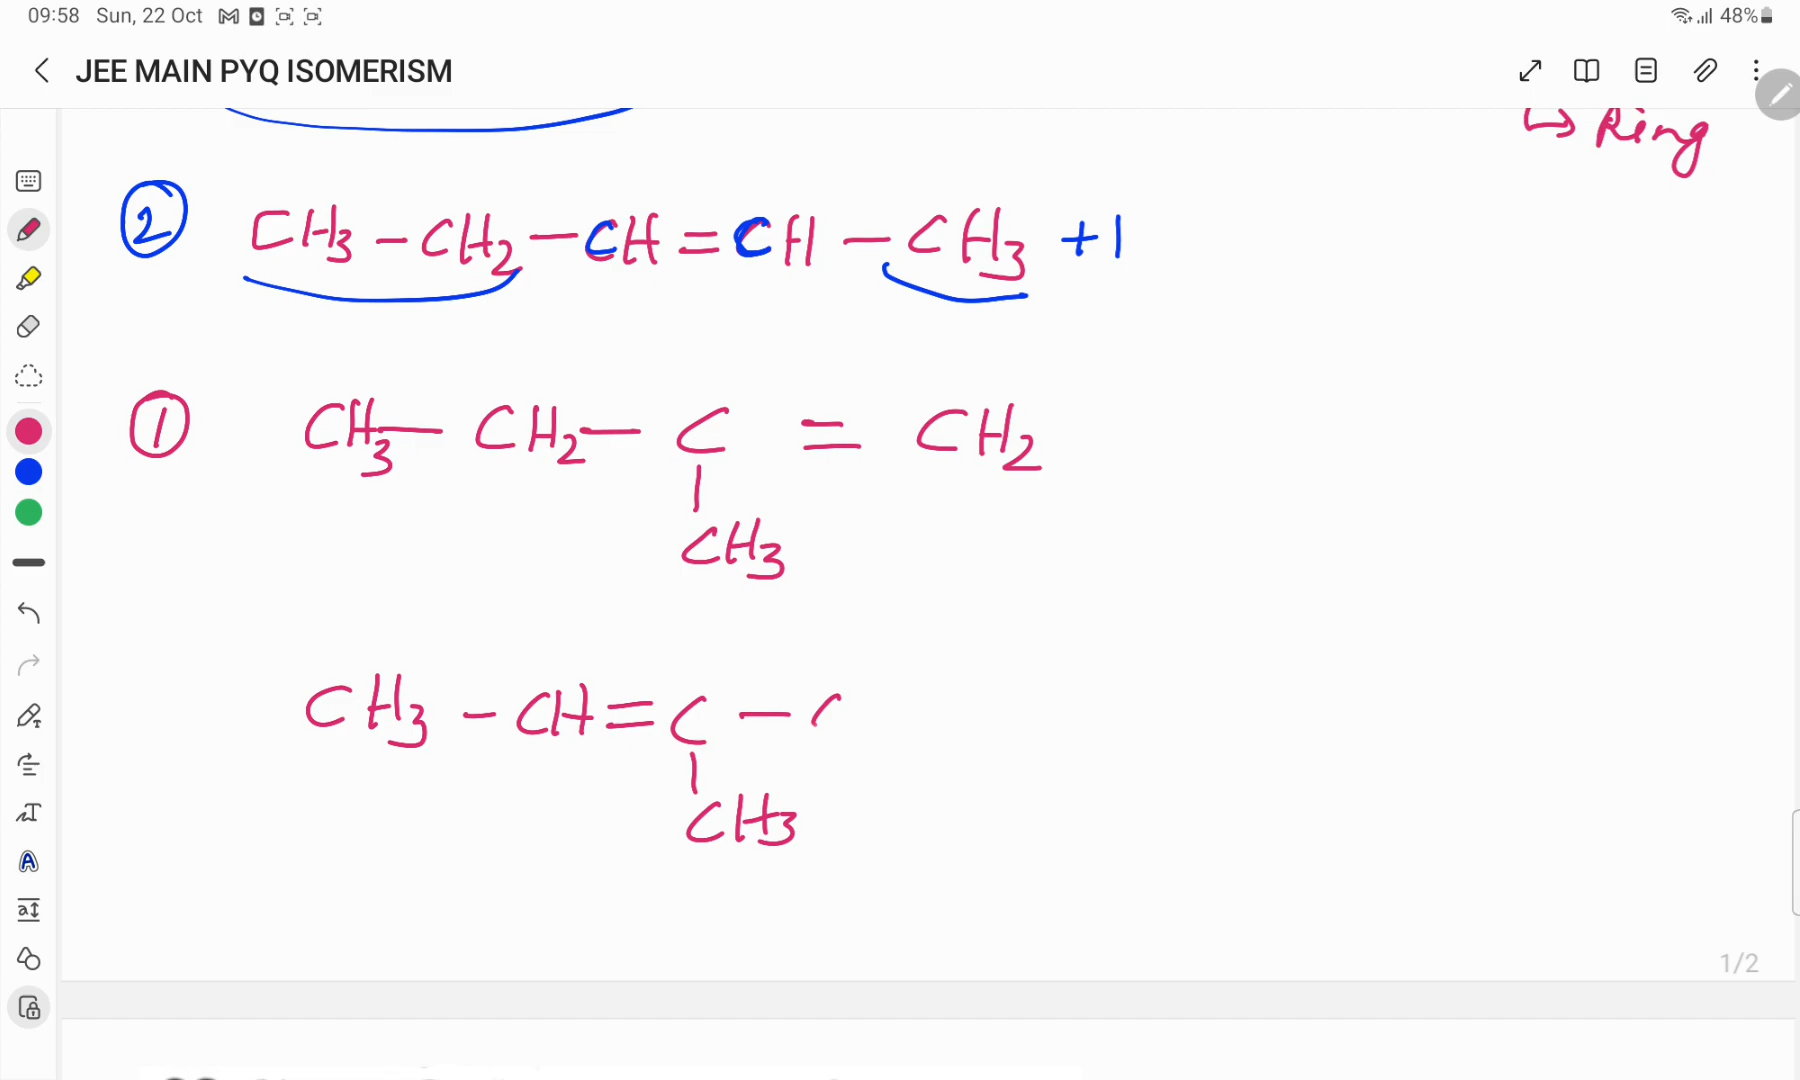 09:58 Sun, 22 Oct
48%
JEE MAIN PYQ ISOMERISM
↳ Ring
② CH₃ – CH₂ – CH = CH – CH₃ +1
① CH₃ – CH₂ – C = CH₂
|
CH₃
CH₃ – CH = C –
|
CH₃
1/2